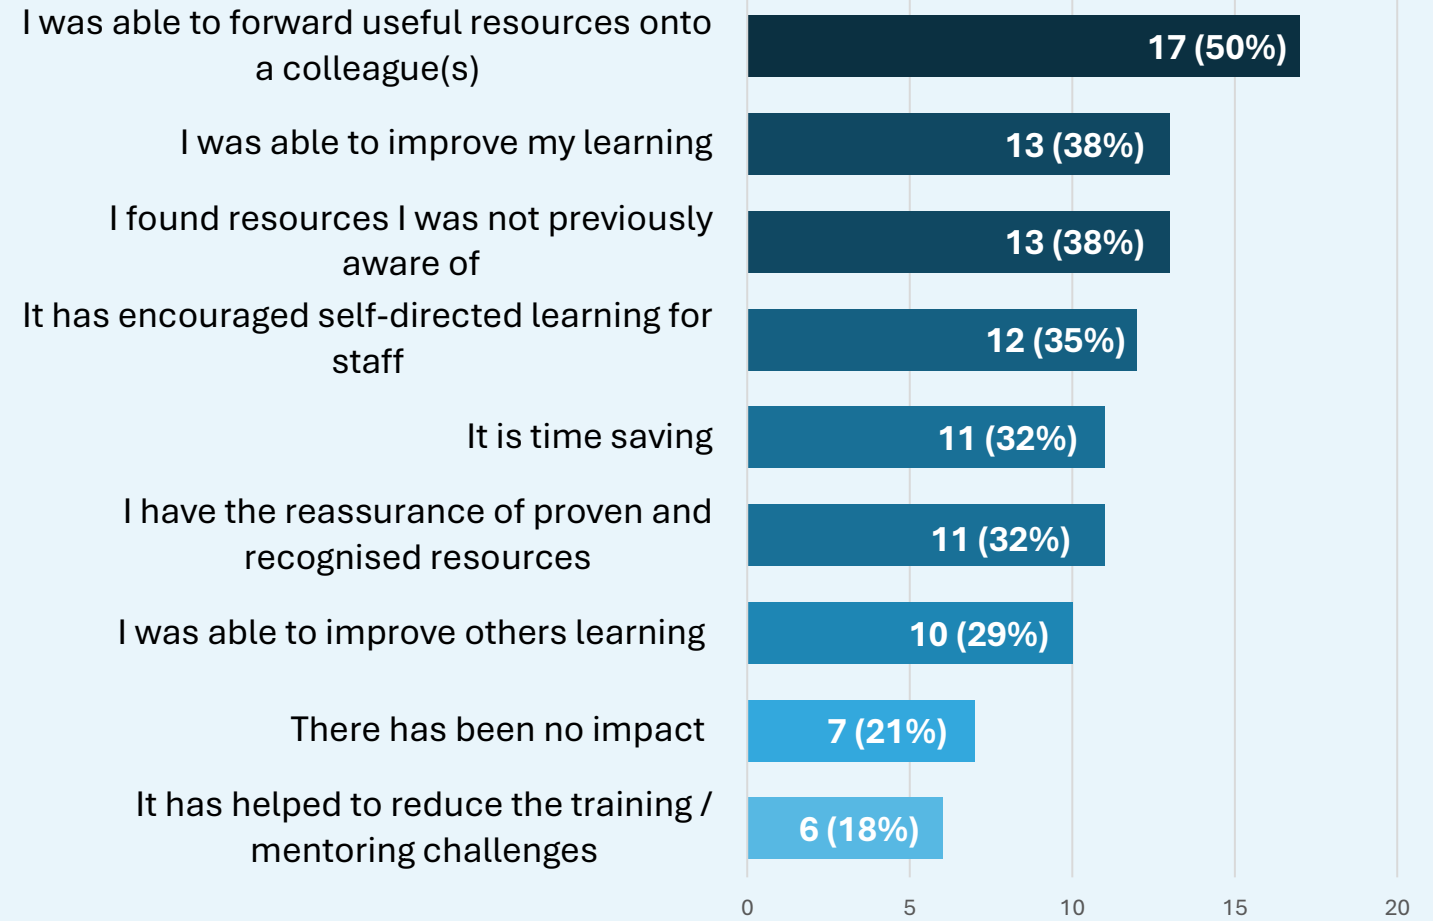 I was able to forward useful resources onto
a colleague(s)
17 (50%)
I was able to improve my learning
13 (38%)
I found resources I was not previously
aware of
13 (38%)
It has encouraged self-directed learning for
staff
12 (35%)
It is time saving
11 (32%)
I have the reassurance of proven and
recognised resources
11 (32%)
I was able to improve others learning
10 (29%)
There has been no impact
7 (21%)
It has helped to reduce the training /
mentoring challenges
6 (18%)
0 5 10 15 20